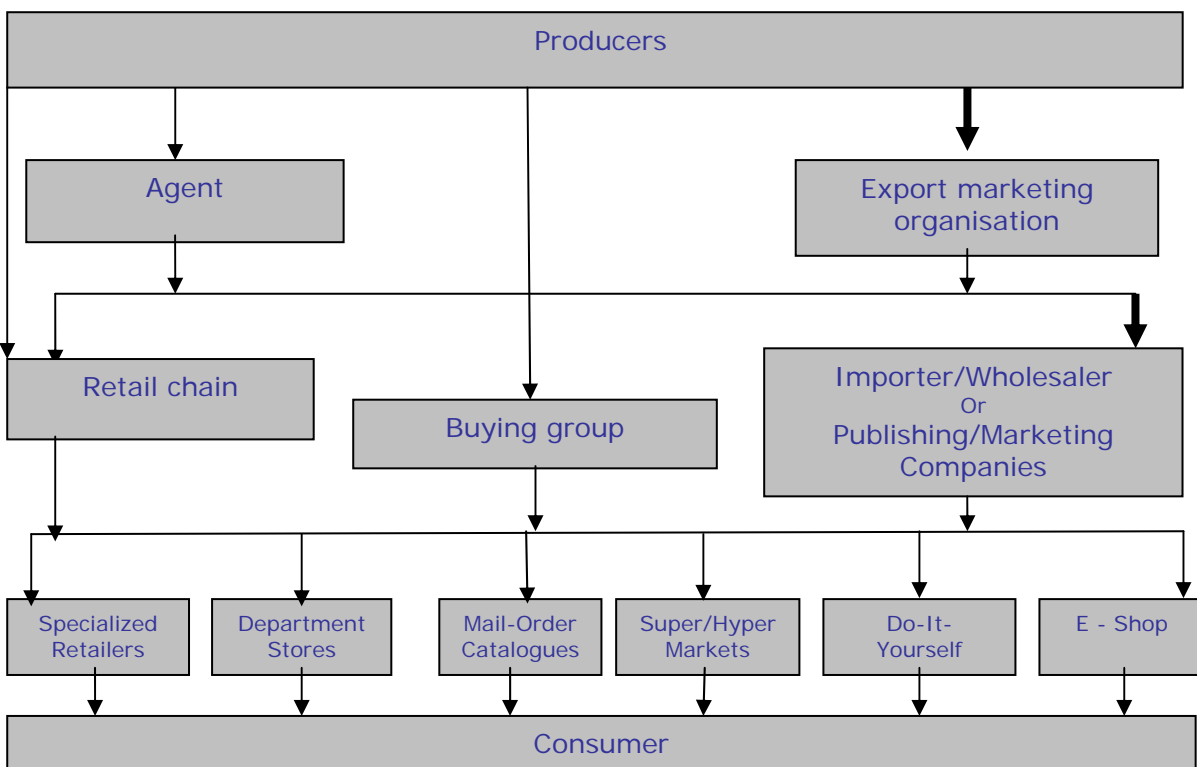 Producers
Agent
Export marketing
organisation
Retail chain
Buying group
Importer/Wholesaler
Or
Publishing/Marketing
Companies
Specialized
Retailers
Department
Stores
Mail-Order
Catalogues
Super/Hyper
Markets
Do-It-
Yourself
E - Shop
Consumer